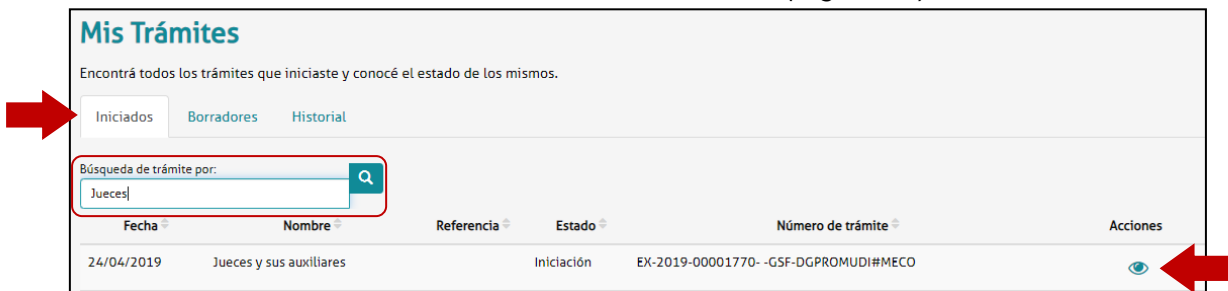 Mis Trámites
Encontrá todos los trámites que iniciaste y conocé el estado de los mismos.
Iniciados Borradores Historial
Búsqueda de trámite por:
Jueces
Fecha Nombre Referencia Estado Número de trámite Acciones
24/04/2019 Jueces y sus auxiliares Iniciación EX-2019-00001770- -GSF-DGPROMUDI#MECO